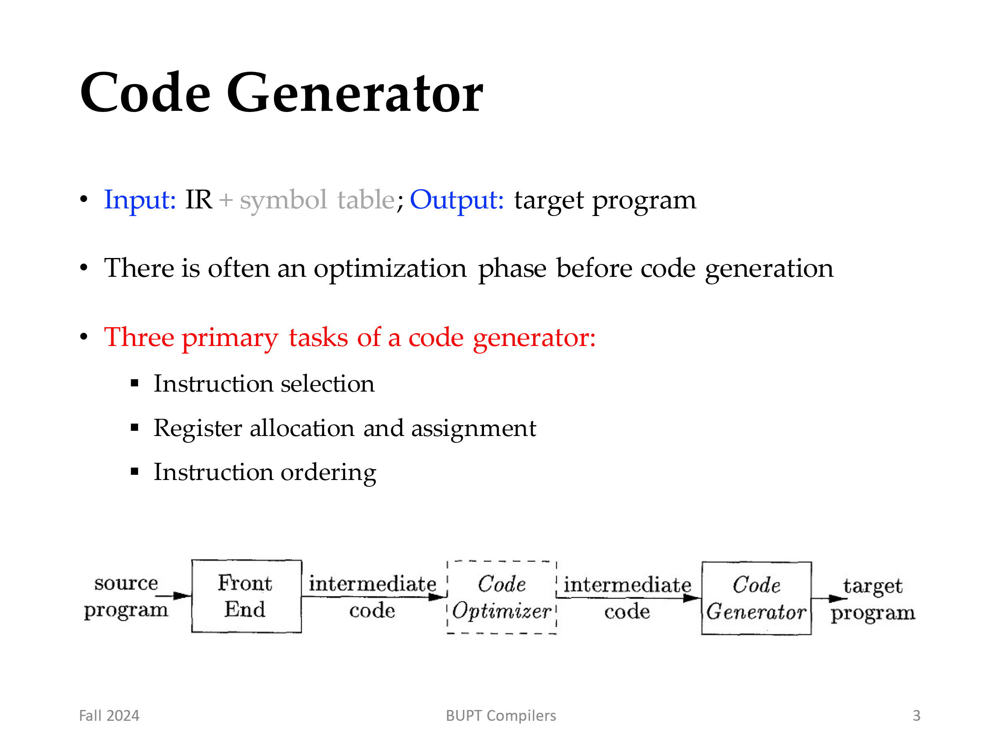 Code Generator
• Input: IR + symbol table; Output: target program
• There is often an optimization phase before code generation
• Three primary tasks of a code generator:
▪ Instruction selection
▪ Register allocation and assignment
▪ Instruction ordering
source program
Front End
intermediate code
Code Optimizer
intermediate code
Code Generator
target program
Fall 2024
BUPT Compilers
3